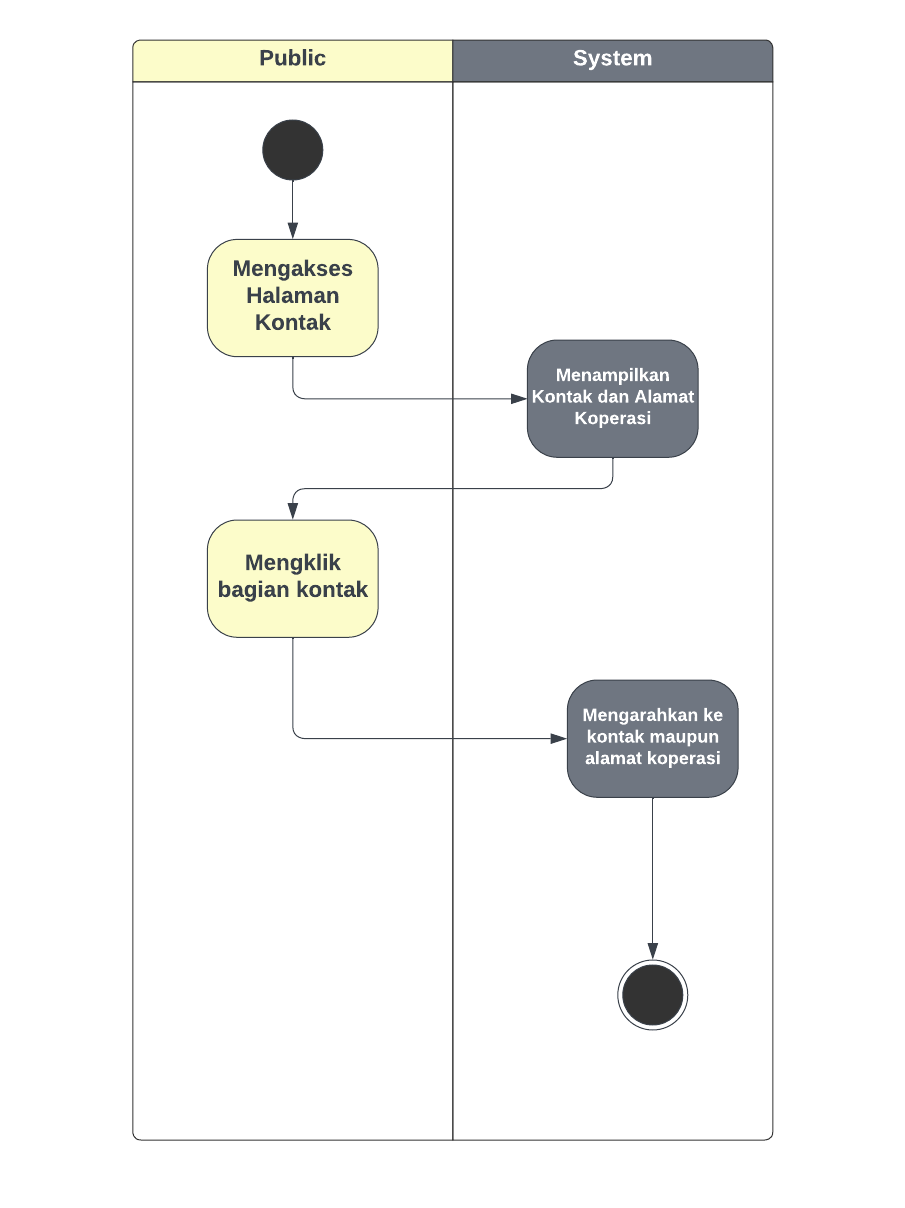 Public
System
Mengakses
Halaman
Kontak
Menampilkan
Kontak dan Alamat
Koperasi
Mengklik
bagian kontak
Mengarahkan ke
kontak maupun
alamat koperasi